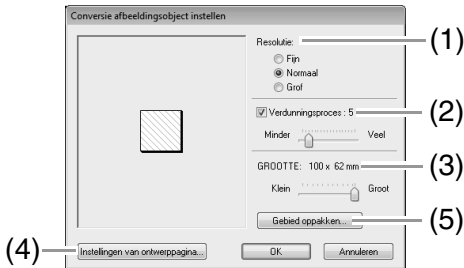 Conversie afbeeldingsobject instellen
Resolutie:
(1)
Fijn
Normaal
Grof
Verdunningsproces : 5
(2)
Minder
Veel
GROOTTE: 100 x 62 mm
(3)
Klein
Groot
Gebied oppakken...
(5)
(4)
Instellingen van ontwerppagina...
OK
Annuleren